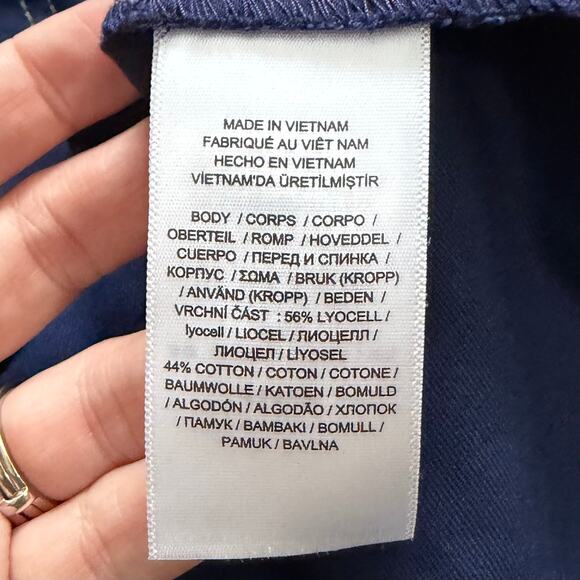 MADE IN VIETNAM
FABRIQUÉ AU VIÊT NAM
HECHO EN VIETNAM
VİETNAM'DA ÜRETİLMİŞTİR
BODY / CORPS / CORPO /
OBERTEIL / ROMP / HOVEDDEL /
CUERPO / ПЕРЕД И СПИНКА /
КОРПУС / ΣΩΜΑ / BRUK (KROPP)
/ ANVÄND (KROPP) / BEDEN /
VRCHNÍ ČÁST : 56% LYOCELL /
lyocell / LIOCEL / ЛИОЦЕЛЛ /
ЛИОЦЕЛ / LİYOSEL
44% COTTON / COTON / COTONE /
BAUMWOLLE / KATOEN / BOMULD
/ ALGODÓN / ALGODÃO / ХЛОПОК
/ ПАМУК / ΒΑΜΒΑΚΙ / BOMULL /
PAMUK / BAVLNA